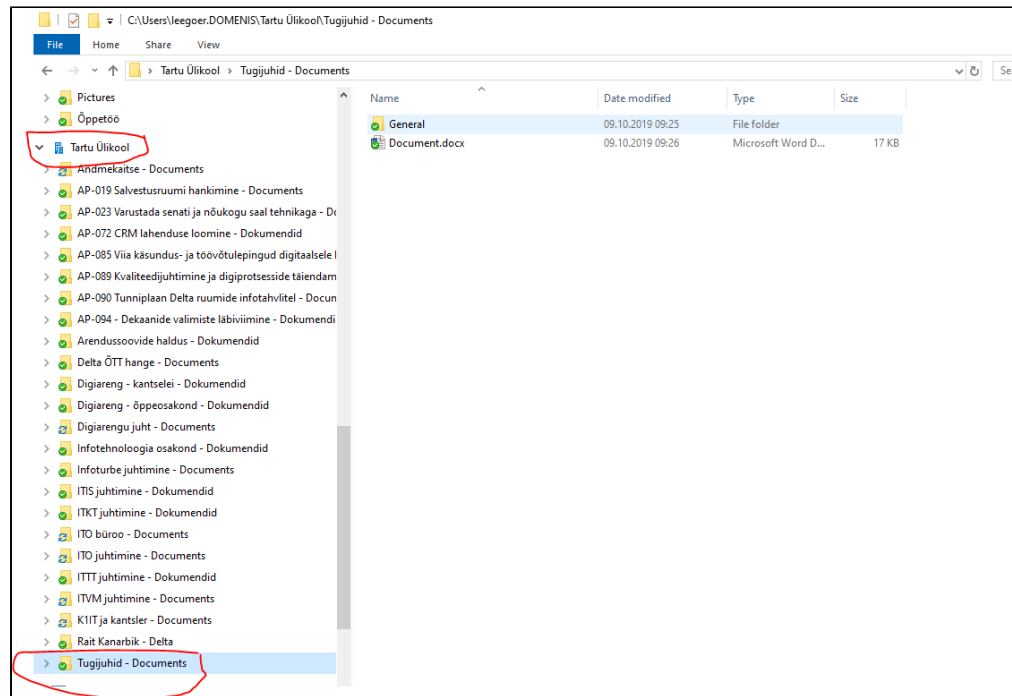 C:\Users\leegoer.DOMENIS\Tartu Ülikool\Tugijuhid - Documents
File Home Share View
Tartu Ülikool > Tugijuhid - Documents
Name Date modified Type Size
Pictures
Õppetöö
Tartu Ülikool
Andmekaitse - Documents
AP-019 Salvestusruumi hankimine - Documents
AP-023 Varustada senati ja nõukogu saal tehnikaga - Do
AP-072 CRM lahenduse loomine - Dokumendid
AP-085 Viia käsundus- ja töövõtulepingud digitaalsele l
AP-089 Kvaliteedijuhtimine ja digiprotsesside täiendam
AP-090 Tunniplaan Delta ruumide infotahvlitel - Docun
AP-094 - Dekaanide valimiste läbiviimine - Dokumendi
Arendussoovide haldus - Dokumendid
Delta ÕTT hange - Documents
Digiareng - kantselei - Dokumendid
Digiareng - õppeosakond - Dokumendid
Digiarengu juht - Documents
Infotehnoloogia osakond - Dokumendid
Infoturbe juhtimine - Documents
ITIS juhtimine - Dokumendid
ITKT juhtimine - Dokumendid
ITO büroo - Documents
ITO juhtimine - Documents
ITTT juhtimine - Dokumendid
ITVM juhtimine - Documents
K1IT ja kantsler - Documents
Rait Kanarbik - Delta
Tugijuhid - Documents
General 09.10.2019 09:25 File folder
Document.docx 09.10.2019 09:26 Microsoft Word D... 17 KB